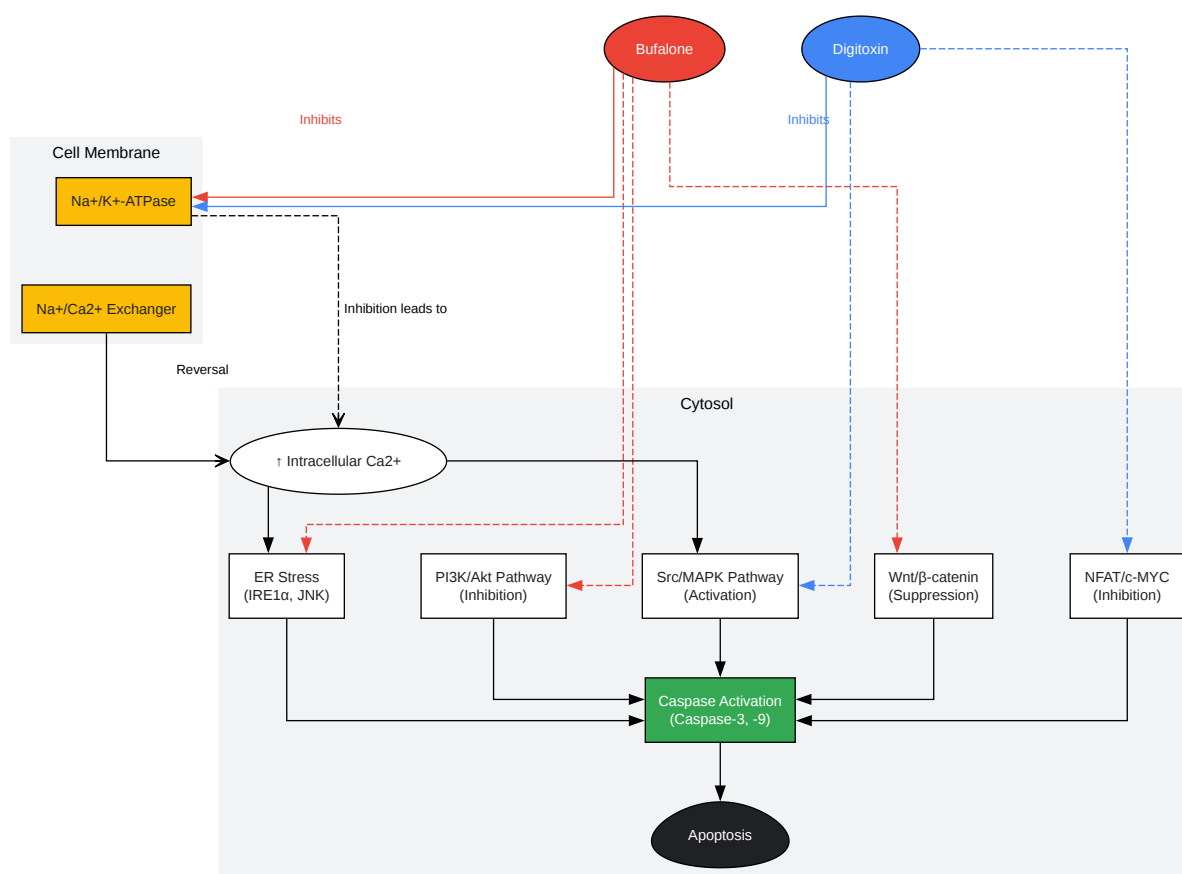 Bufalone
Digitoxin
Inhibits
Inhibits
Cell Membrane
Na+/K+-ATPase
Na+/Ca2+ Exchanger
Inhibition leads to
Reversal
Cytosol
↑ Intracellular Ca2+
ER Stress
(IRE1α, JNK)
PI3K/Akt Pathway
(Inhibition)
Src/MAPK Pathway
(Activation)
Wnt/β-catenin
(Suppression)
NFAT/c-MYC
(Inhibition)
Caspase Activation
(Caspase-3, -9)
Apoptosis